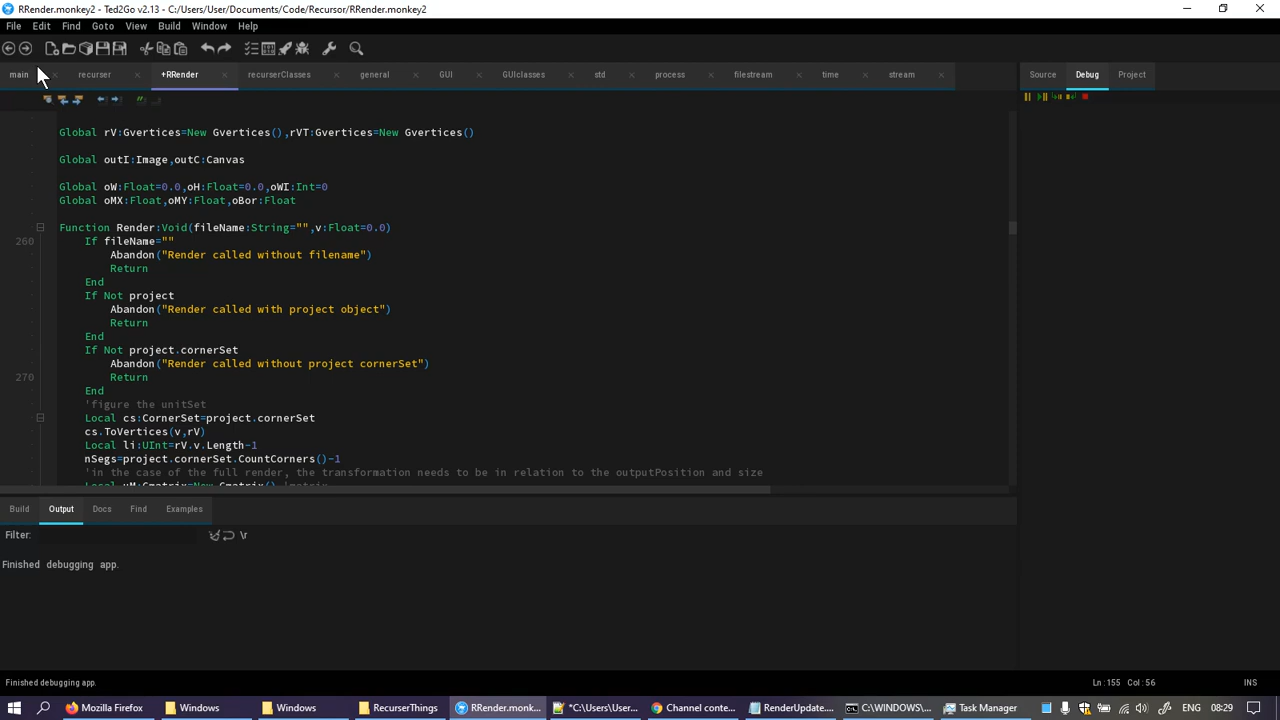 RRender.monkey2 - Ted2Go v2.13 - C:/Users/User/Documents/Code/Recursor/RRender.monkey2
File Edit Find Goto View Build Window Help
main recurser +RRender recurserClasses general GUI GUIclasses std process filestream time stream Source Debug Project
Global rV:Gvertices=New Gvertices(),rVT:Gvertices=New Gvertices()
Global outI:Image,outC:Canvas
Global oW:Float=0.0,oH:Float=0.0,oWI:Int=0
Global oMX:Float,oMY:Float,oBor:Float
Function Render:Void(fileName:String="",v:Float=0.0)
260 If fileName=""
Abandon("Render called without filename")
Return
End
If Not project
Abandon("Render called with project object")
Return
End
If Not project.cornerSet
Abandon("Render called without project cornerSet")
270 Return
End
'figure the unitSet
Local cs:CornerSet=project.cornerSet
cs.ToVertices(v,rV)
Local li:UInt=rV.v.Length-1
nSegs=project.cornerSet.CountCorners()-1
'in the case of the full render, the transformation needs to be in relation to the outputPosition and size
Local uM:Gmatrix=New Gmatrix() 'matrix
Build Output Docs Find Examples
Filter: \r
Finished debugging app.
Finished debugging app. Ln:155 Col:56 INS
Mozilla Firefox Windows Windows RecurserThings RRender.monk... *C:\Users\User... Channel conte... RenderUpdate... C:\WINDOWS\... Task Manager 08:29